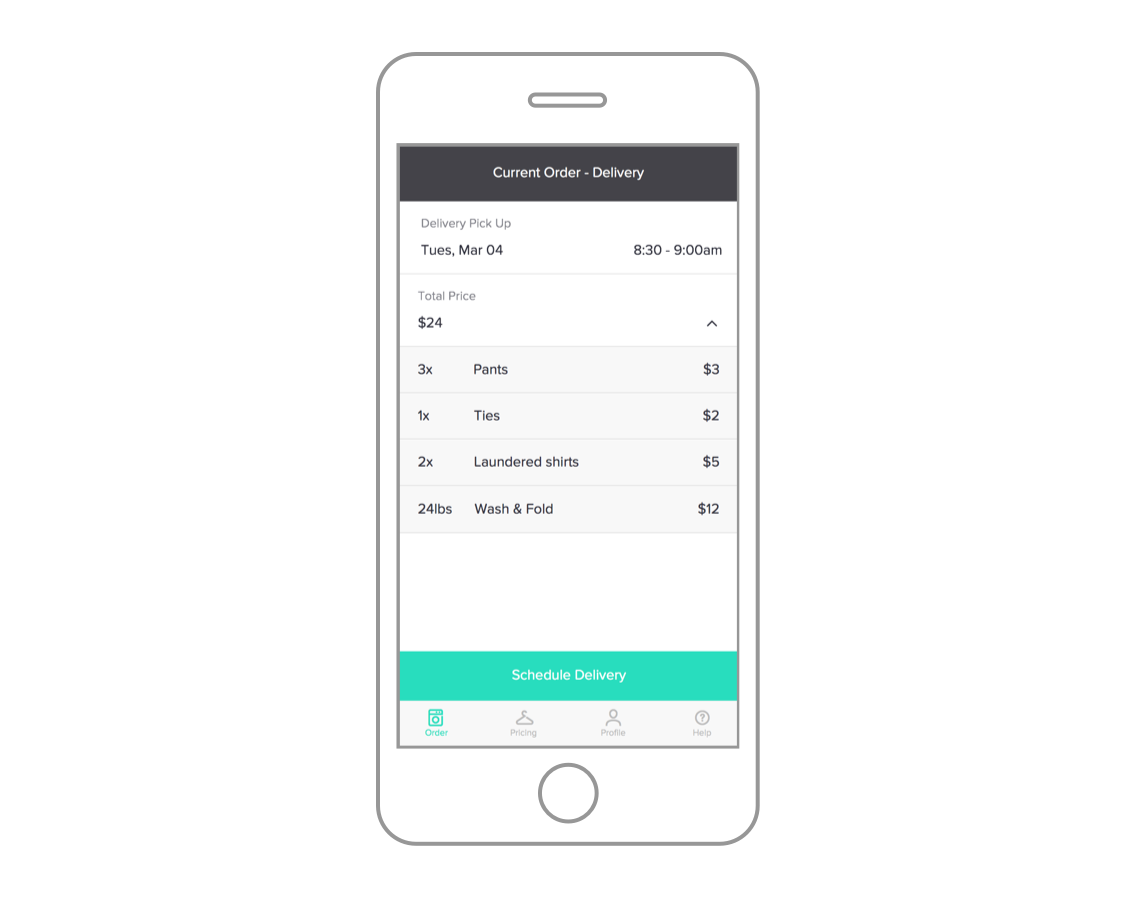 Current Order - Delivery
Delivery Pick Up
Tues, Mar 04 8:30 - 9:00am
Total Price
$24
3x Pants $3
1x Ties $2
2x Laundered shirts $5
24lbs Wash & Fold $12
Schedule Delivery
Order Pricing Profile Help